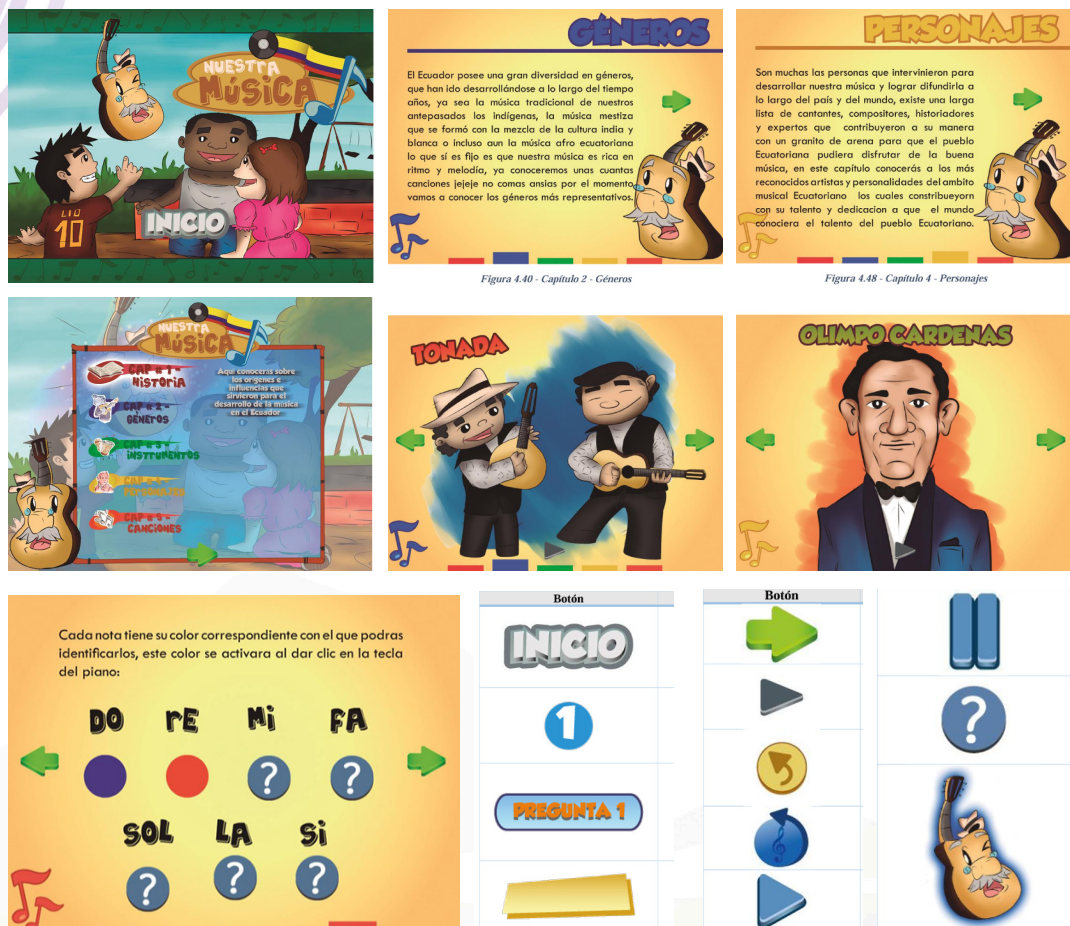 NUESTRA
MÚSICA
LIO
10
INICIO
GÉNEROS
El Ecuador posee una gran diversidad en géneros,
que han ido desarrollándose a lo largo del tiempo
años, ya sea la música tradicional de nuestros
antepasados los indígenas, la música mestiza
que se formó con la mezcla de la cultura india y
blanca o incluso aun la música afro ecuatoriana
lo que sí es fijo es que nuestra música es rica en
ritmo y melodía, ya conoceremos una cuantas
canciones jejeje no comas ansias por el momento
vamos a conocer los géneros más representativos.
Figura 4.40 - Capítulo 2 - Géneros
PERSONAJES
Son muchas las personas que intervinieron para
desarrollar nuestra música y lograr difundirla a
lo largo del país y del mundo, existe una larga
lista de cantantes, compositores, historiadores
y expertos que contribuyeron a su manera
con un granito de arena para que el pueblo
Ecuatoriana pudiera disfrutar de la buena
música, en este capítulo conocerás a los más
reconocidos artistas y personalidades del ambito
musical Ecuatoriano los cuales constribueyorn
con su talento y dedicacion a que el mundo
conociera el talento del pueblo Ecuatoriano.
Figura 4.48 - Capítulo 4 - Personajes
NUESTRA
MÚSICA
CAP # 1 -
HISTORIA
CAP # 2 -
GÉNEROS
CAP # 3 -
INSTRUMENTOS
CAP # 4 -
PERSONAJES
CAP # 5 -
CANCIONES
Aqui conoceras sobre
los orígenes e
influencias que
sirvieron para el
desarrollo de la música
en el Ecuador
TONADA
OLIMPO CARDENAS
Cada nota tiene su color correspondiente con el que podras
identificarlos, este color se activara al dar clic en la tecla
del piano:
DO rE Mi FA
? ?
SOL LA Si
? ? ?
Botón
INICIO
1
PREGUNTA 1
Botón
?